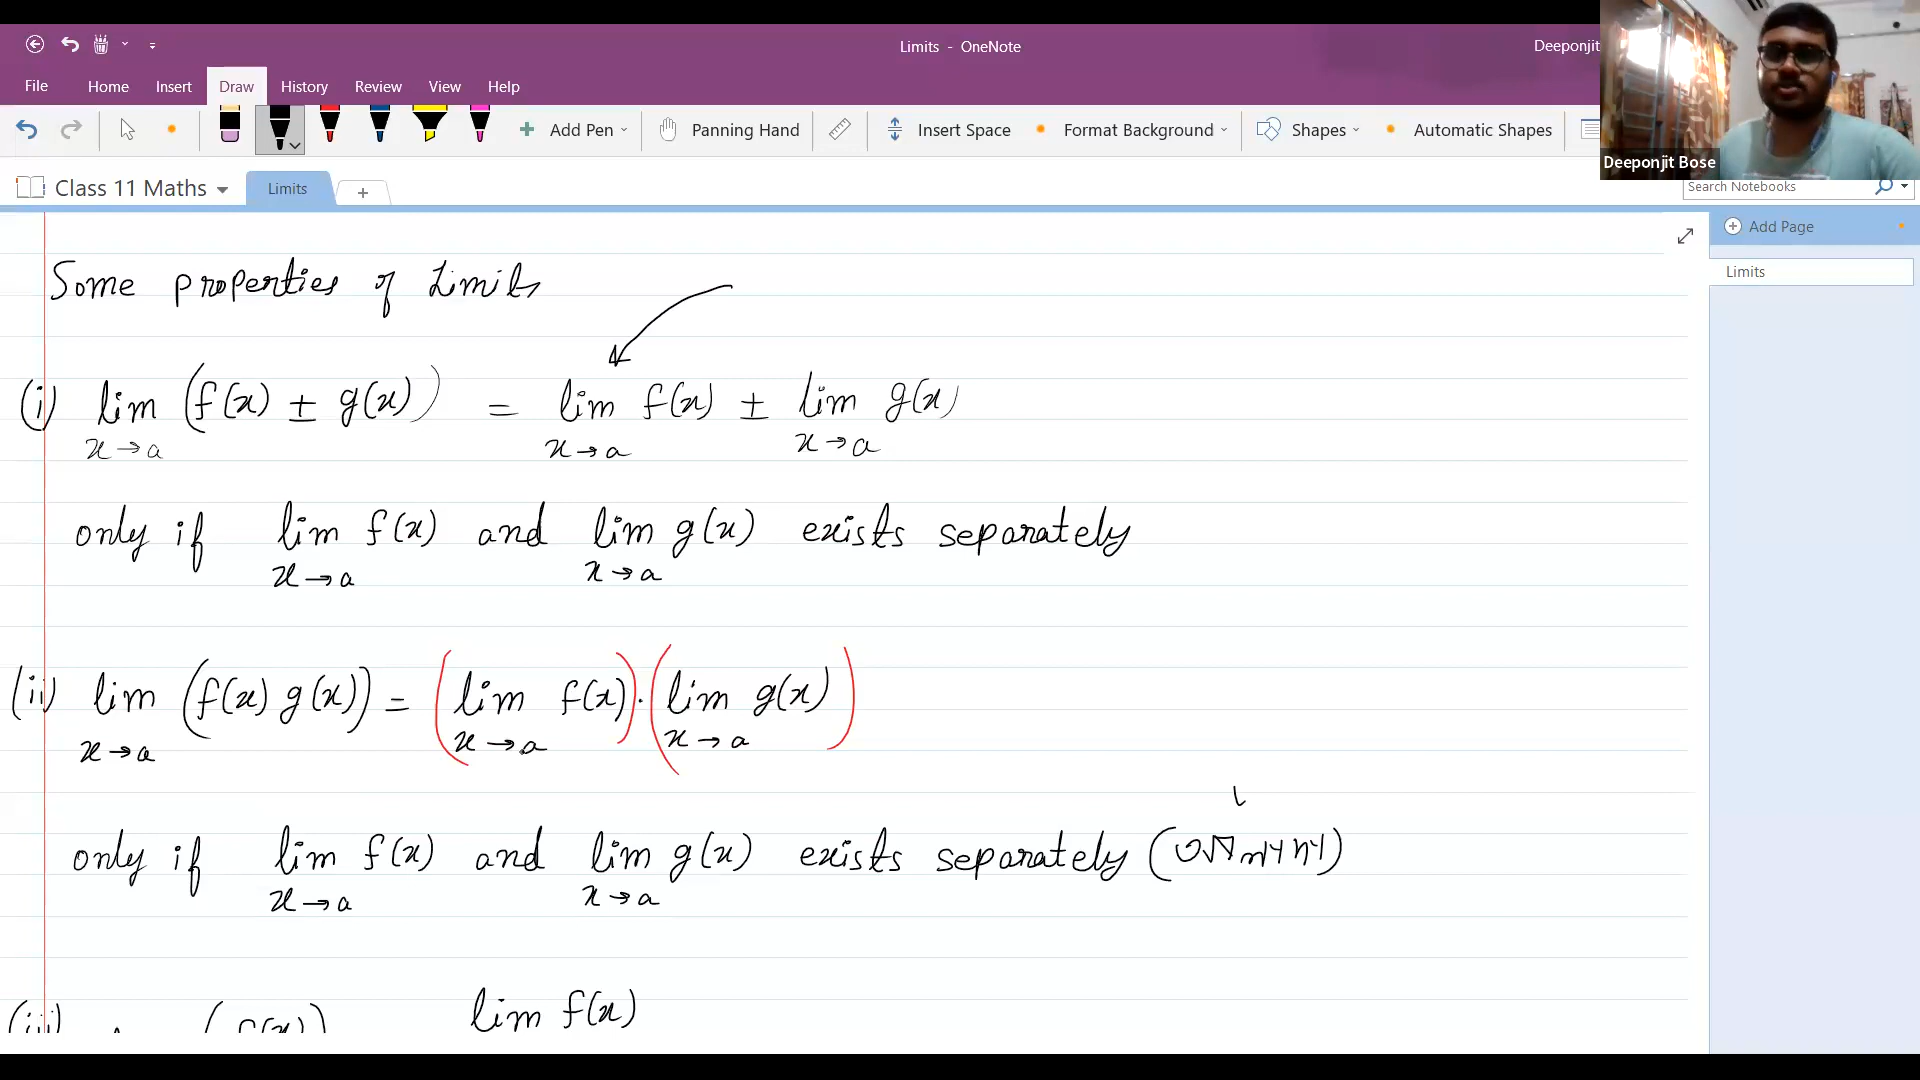 Limits - OneNote
Deeponjit
File Home Insert Draw History Review View Help
Add Pen Panning Hand Insert Space Format Background Shapes Automatic Shapes
Deeponjit Bose
Class 11 Maths Limits +
Search Notebooks
Add Page
Limits
Some properties of Limits
(i) lim (f(x) ± g(x)) = lim f(x) ± lim g(x)
x→a x→a x→a
only if lim f(x) and lim g(x) exists separately
x→a x→a
(ii) lim (f(x) g(x)) = (lim f(x)) · (lim g(x))
x→a x→a x→a
only if lim f(x) and lim g(x) exists separately
x→a x→a
(iii) (f(x)) lim f(x)